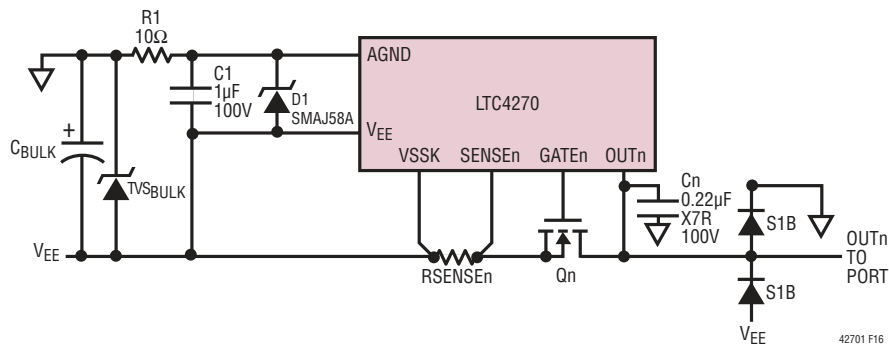 R1
10Ω
AGND
C1
1µF
100V
D1
SMAJ58A
LTC4270
CBULK
+
TVSBULK
VEE
VSSK
SENSEn
GATEn
OUTn
Cn
0.22µF
X7R
100V
S1B
OUTn
TO
PORT
VEE
RSENSEn
Qn
S1B
VEE
42701 F16